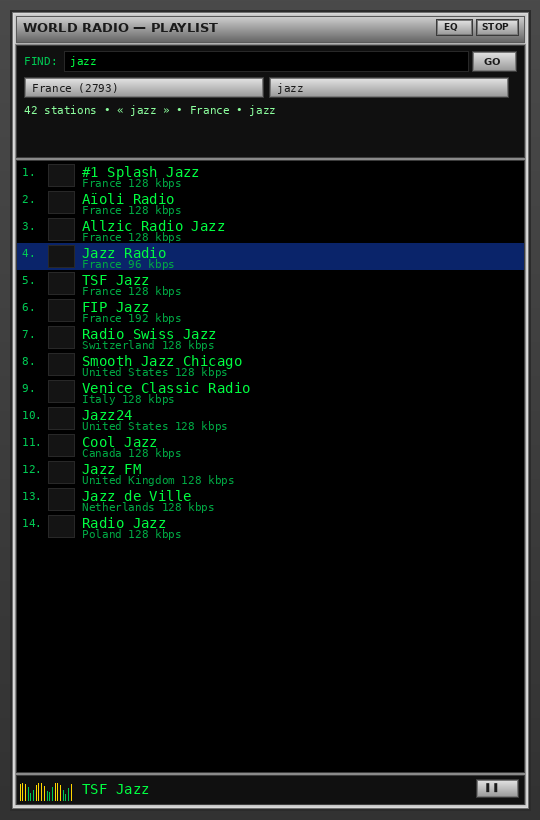 WORLD RADIO — PLAYLIST
EQ
STOP
FIND:
jazz
GO
France (2793)
jazz
42 stations • « jazz » • France • jazz
1.
#1 Splash Jazz
France 128 kbps
2.
Aïoli Radio
France 128 kbps
3.
Allzic Radio Jazz
France 128 kbps
4.
Jazz Radio
France 96 kbps
5.
TSF Jazz
France 128 kbps
6.
FIP Jazz
France 192 kbps
7.
Radio Swiss Jazz
Switzerland 128 kbps
8.
Smooth Jazz Chicago
United States 128 kbps
9.
Venice Classic Radio
Italy 128 kbps
10.
Jazz24
United States 128 kbps
11.
Cool Jazz
Canada 128 kbps
12.
Jazz FM
United Kingdom 128 kbps
13.
Jazz de Ville
Netherlands 128 kbps
14.
Radio Jazz
Poland 128 kbps
TSF Jazz